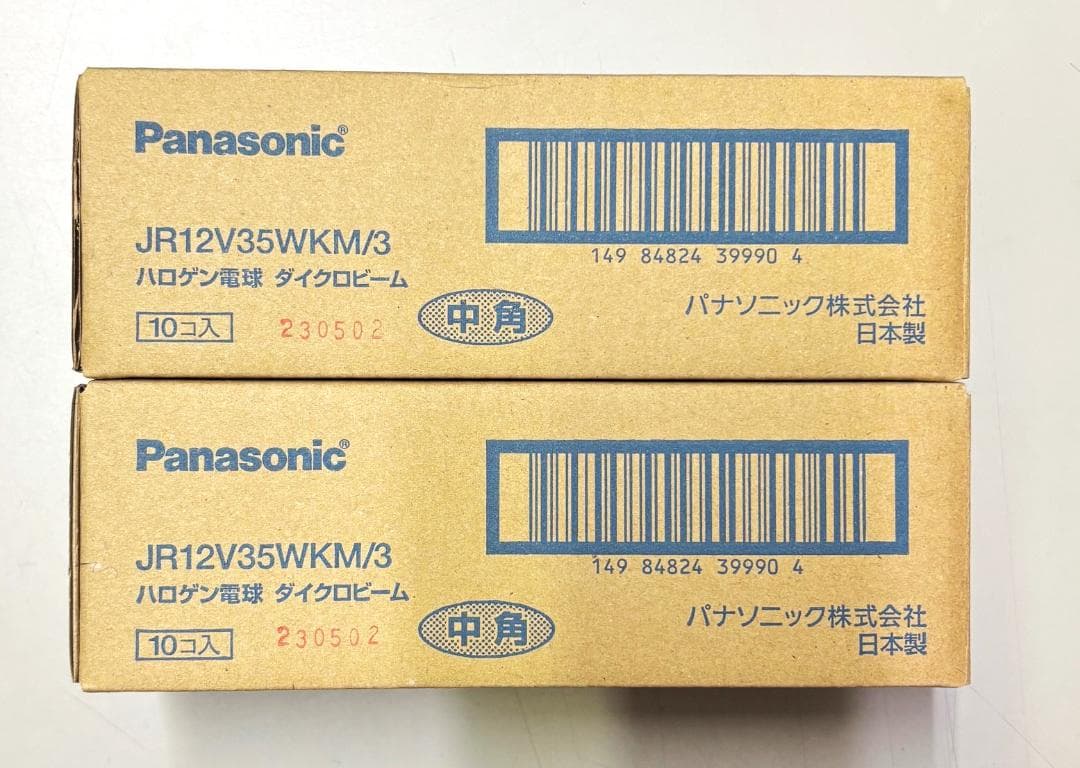 Panasonic®
JR12V35WKM/3
ハロゲン電球 ダイクロビーム
10コ入
230502
中角
149 84824 39990 4
パナソニック株式会社
日本製
Panasonic®
JR12V35WKM/3
ハロゲン電球 ダイクロビーム
10コ入
230502
中角
149 84824 39990 4
パナソニック株式会社
日本製